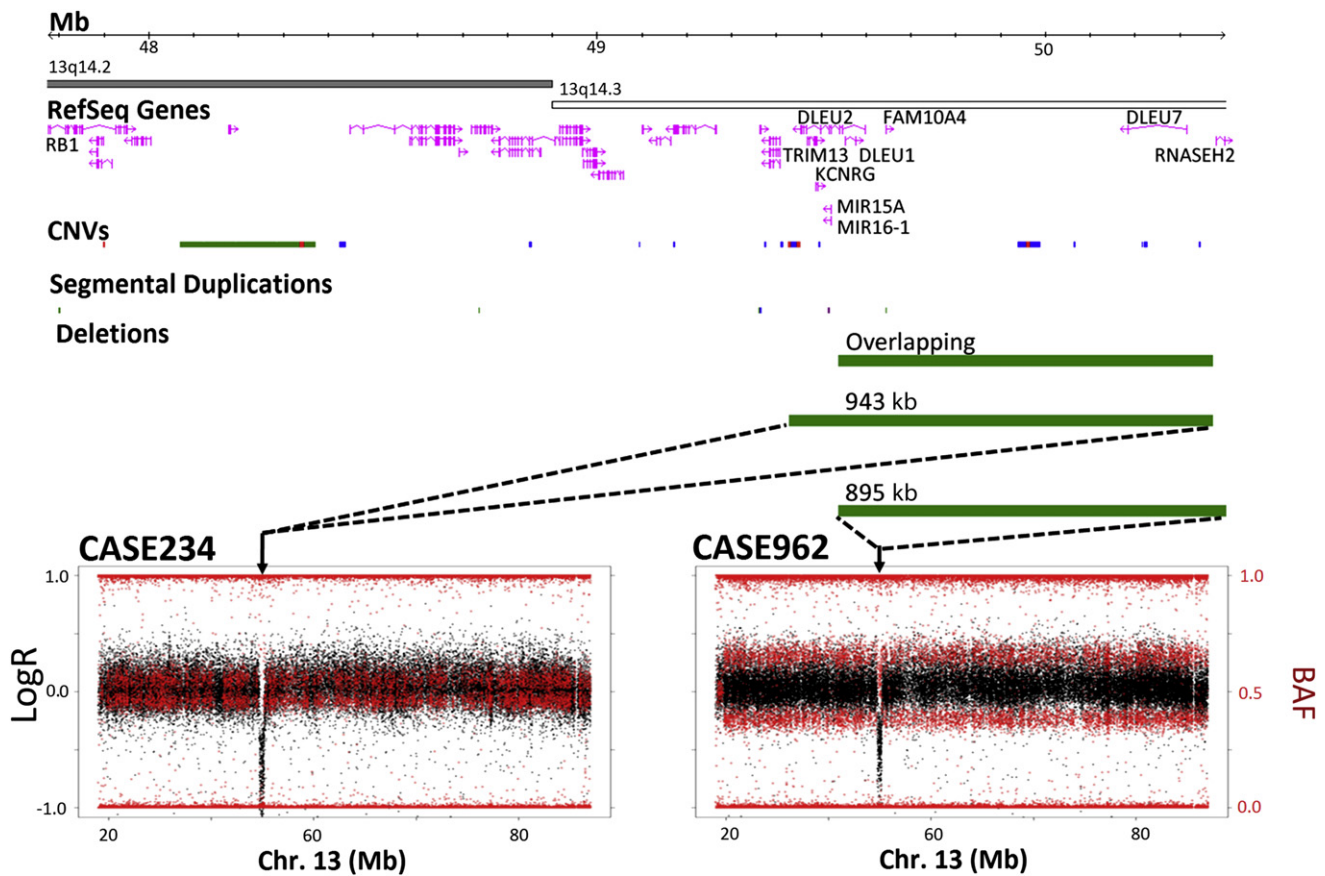 Mb
48 49 50
13q14.2
13q14.3
RefSeq Genes
DLEU2 FAM10A4 DLEU7
RB1
TRIM13 DLEU1 RNASEH2
KCNRG
MIR15A
MIR16-1
CNVs
Segmental Duplications
Deletions
Overlapping
943 kb
895 kb
CASE234
CASE962
1.0
0.0
-1.0
LogR
20 60 80
Chr. 13 (Mb)
1.0
0.5
0.0
BAF
20 60 80
Chr. 13 (Mb)